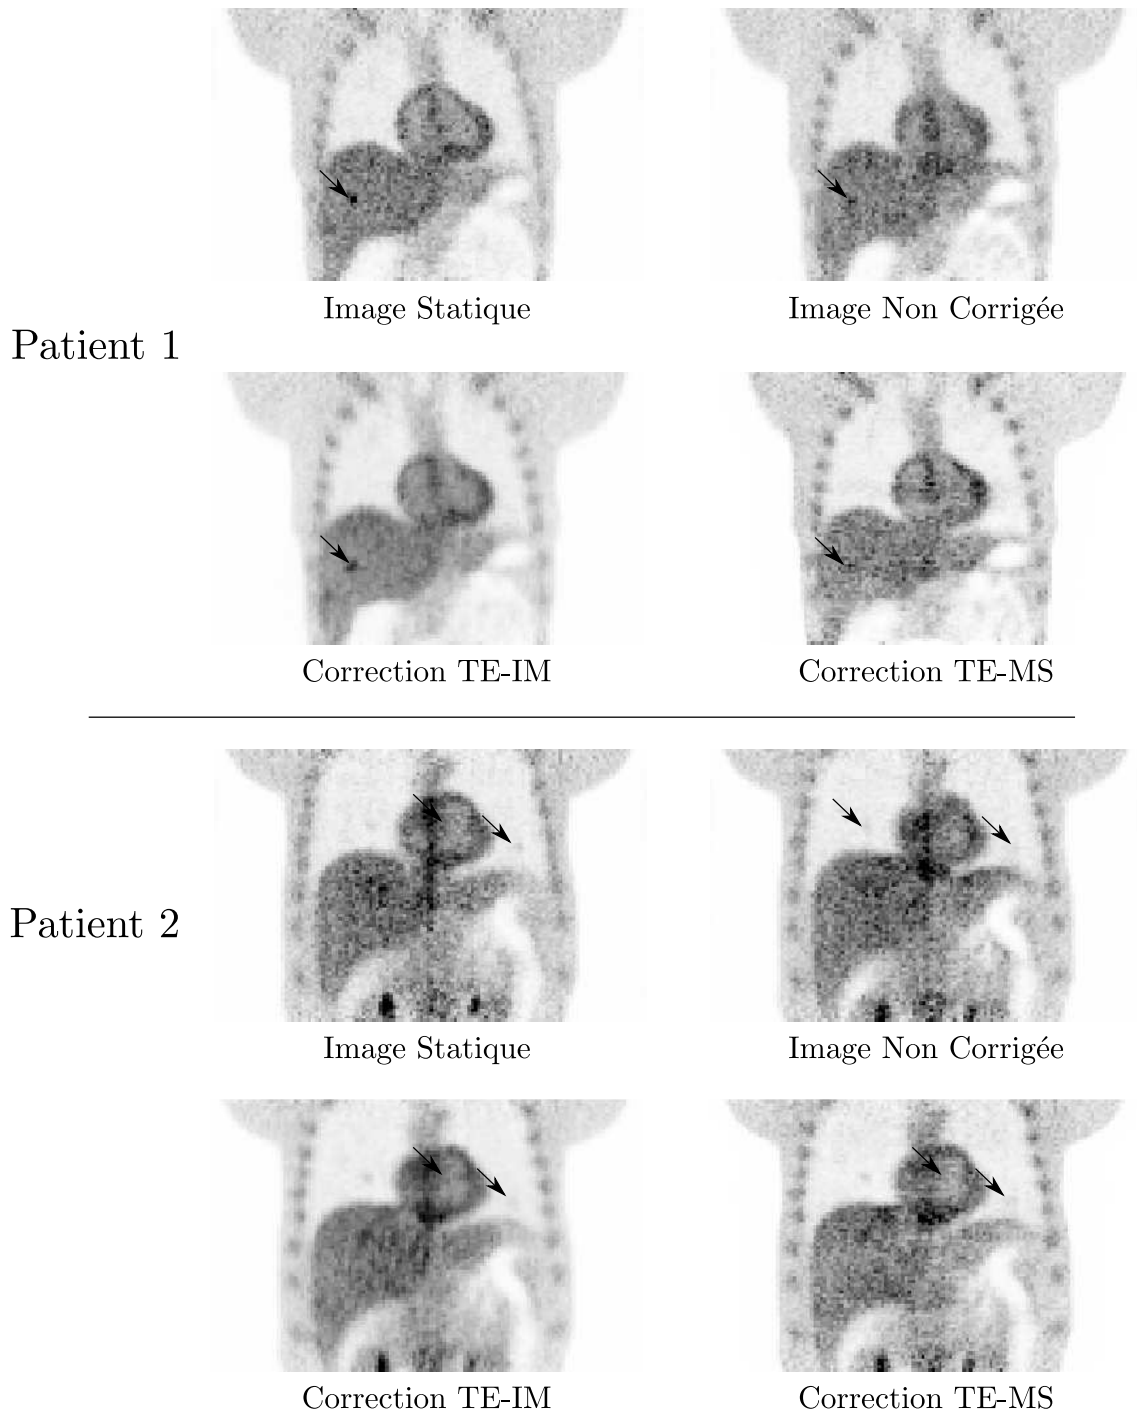 Image Statique
Image Non Corrigée
Patient 1
Correction TE-IM
Correction TE-MS
Image Statique
Image Non Corrigée
Patient 2
Correction TE-IM
Correction TE-MS